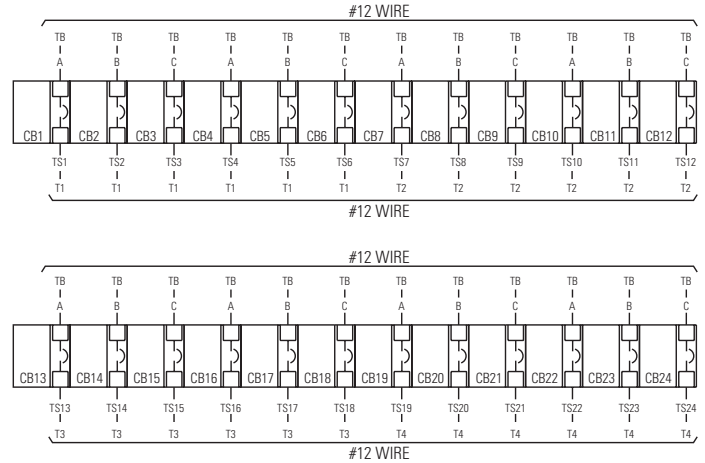 #12 WIRE
TB TB TB TB TB TB TB TB TB TB TB TB
A B C A B C A B C A B C
CB1 CB2 CB3 CB4 CB5 CB6 CB7 CB8 CB9 CB10 CB11 CB12
TS1 TS2 TS3 TS4 TS5 TS6 TS7 TS8 TS9 TS10 TS11 TS12
T1 T1 T1 T1 T1 T1 T2 T2 T2 T2 T2 T2
#12 WIRE
#12 WIRE
TB TB TB TB TB TB TB TB TB TB TB TB
A B C A B C A B C A B C
CB13 CB14 CB15 CB16 CB17 CB18 CB19 CB20 CB21 CB22 CB23 CB24
TS13 TS14 TS15 TS16 TS17 TS18 TS19 TS20 TS21 TS22 TS23 TS24
T3 T3 T3 T3 T3 T3 T4 T4 T4 T4 T4 T4
#12 WIRE